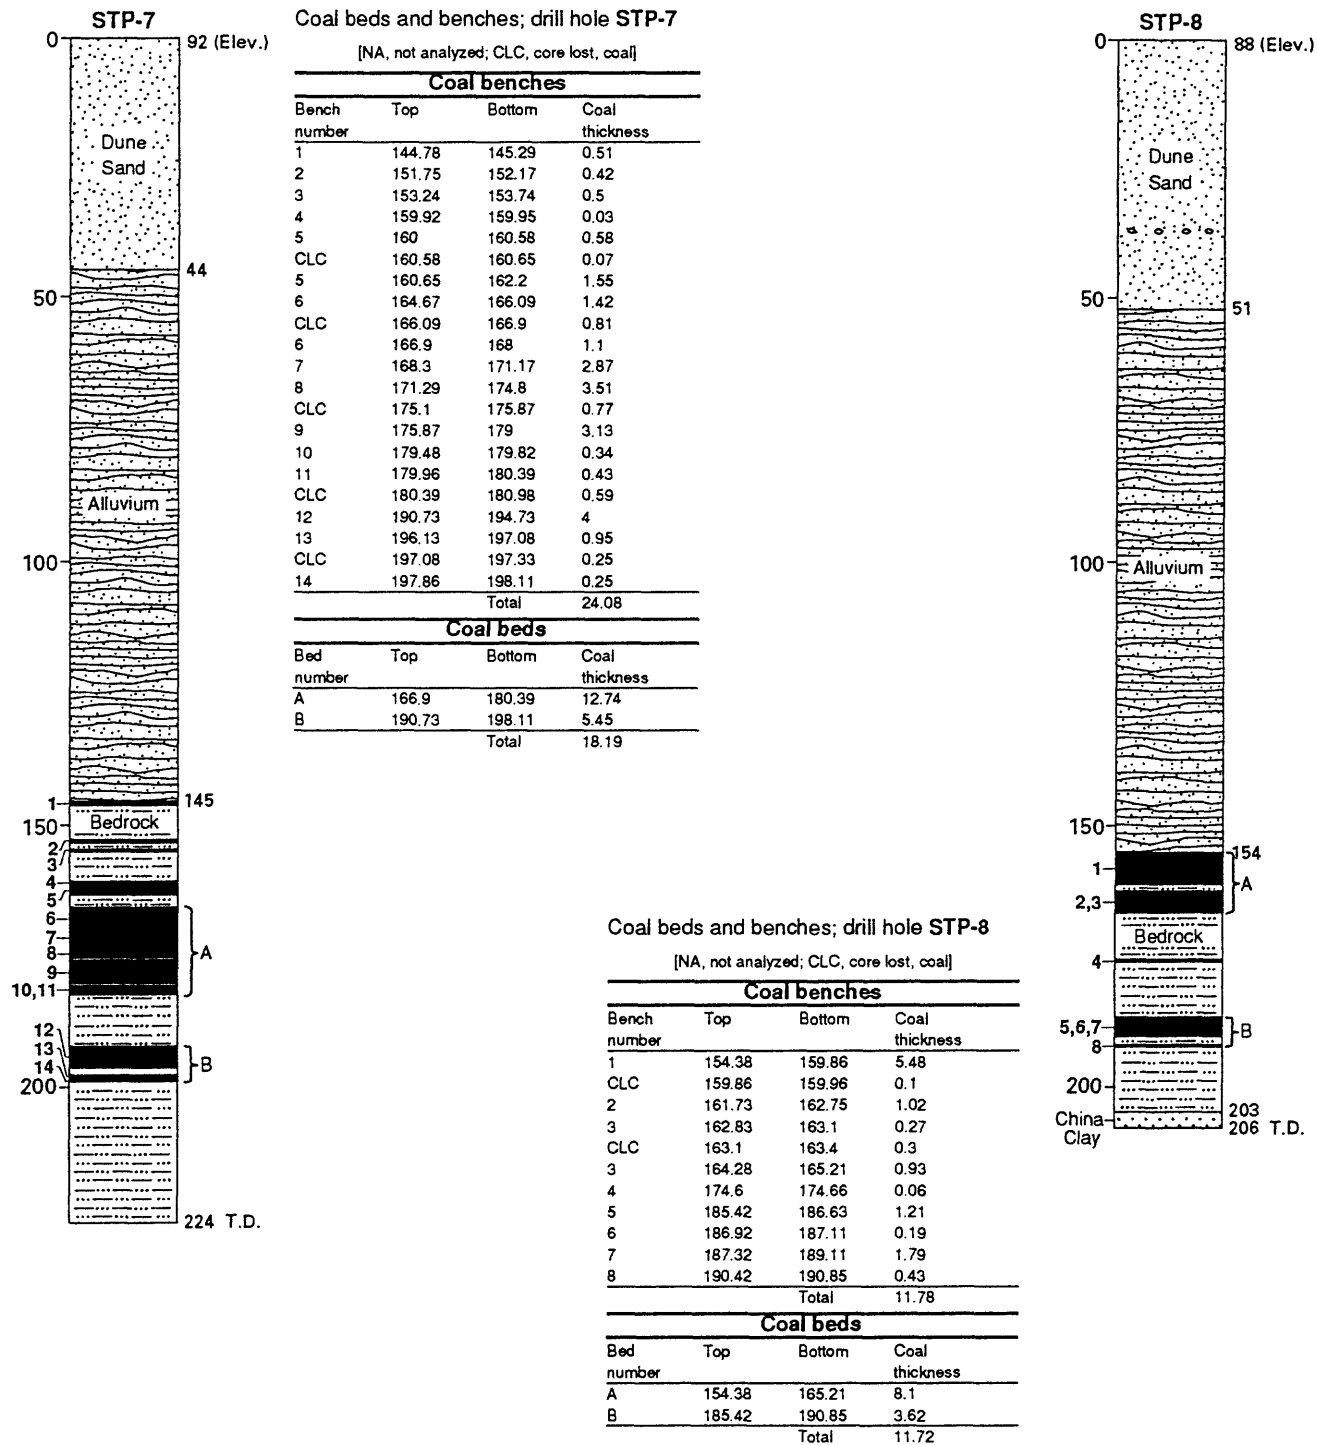 STP-7
0
92 (Elev.)
Dune
Sand
44
50
Alluvium
100
145
1
Bedrock
150
2
3
4
5
6
7
8
9
10,11
A
12
13
14
B
200
224 T.D.
Coal beds and benches; drill hole STP-7
[NA, not analyzed; CLC, core lost, coal]
Coal benches
Bench Top Bottom Coal
number thickness
1 144.78 145.29 0.51
2 151.75 152.17 0.42
3 153.24 153.74 0.5
4 159.92 159.95 0.03
5 160 160.58 0.58
CLC 160.58 160.65 0.07
5 160.65 162.2 1.55
6 164.67 166.09 1.42
CLC 166.09 166.9 0.81
6 166.9 168 1.1
7 168.3 171.17 2.87
8 171.29 174.8 3.51
CLC 175.1 175.87 0.77
9 175.87 179 3.13
10 179.48 179.82 0.34
11 179.96 180.39 0.43
CLC 180.39 180.98 0.59
12 190.73 194.73 4
13 196.13 197.08 0.95
CLC 197.08 197.33 0.25
14 197.86 198.11 0.25
Total 24.08
Coal beds
Bed Top Bottom Coal
number thickness
A 166.9 180.39 12.74
B 190.73 198.11 5.45
Total 18.19
STP-8
0
88 (Elev.)
Dune
Sand
50
51
100
Alluvium
150
154
1
A
2,3
Bedrock
4
5,6,7
B
8
200
203
China
Clay
206 T.D.
Coal beds and benches; drill hole STP-8
[NA, not analyzed; CLC, core lost, coal]
Coal benches
Bench Top Bottom Coal
number thickness
1 154.38 159.86 5.48
CLC 159.86 159.96 0.1
2 161.73 162.75 1.02
3 162.83 163.1 0.27
CLC 163.1 163.4 0.3
3 164.28 165.21 0.93
4 174.6 174.66 0.06
5 185.42 186.63 1.21
6 186.92 187.11 0.19
7 187.32 189.11 1.79
8 190.42 190.85 0.43
Total 11.78
Coal beds
Bed Top Bottom Coal
number thickness
A 154.38 165.21 8.1
B 185.42 190.85 3.62
Total 11.72